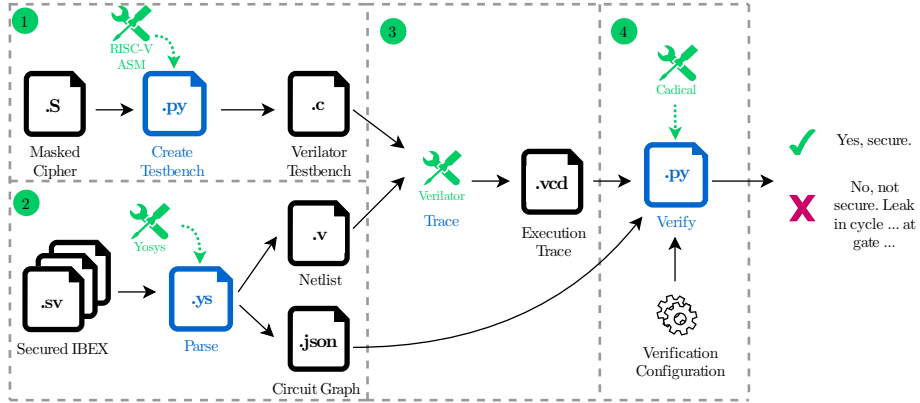 1
RISC-V
ASM
.S
Masked
Cipher
.py
Create
Testbench
.c
Verilator
Testbench
2
Yosys
.sv
Secured IBEX
.ys
Parse
.v
Netlist
.json
Circuit Graph
3
Verilator
Trace
.vcd
Execution
Trace
4
Cadical
.py
Verify
Verification
Configuration
Yes, secure.
No, not
secure. Leak
in cycle ... at
gate ...